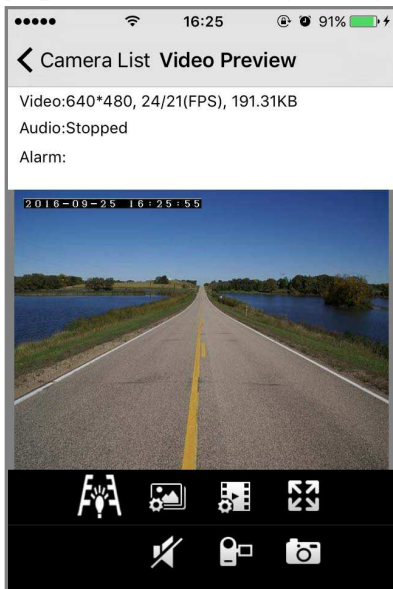 16:25
91%
Camera List Video Preview
Video:640*480, 24/21(FPS), 191.31KB
Audio:Stopped
Alarm:
2016-09-25 16:25:55